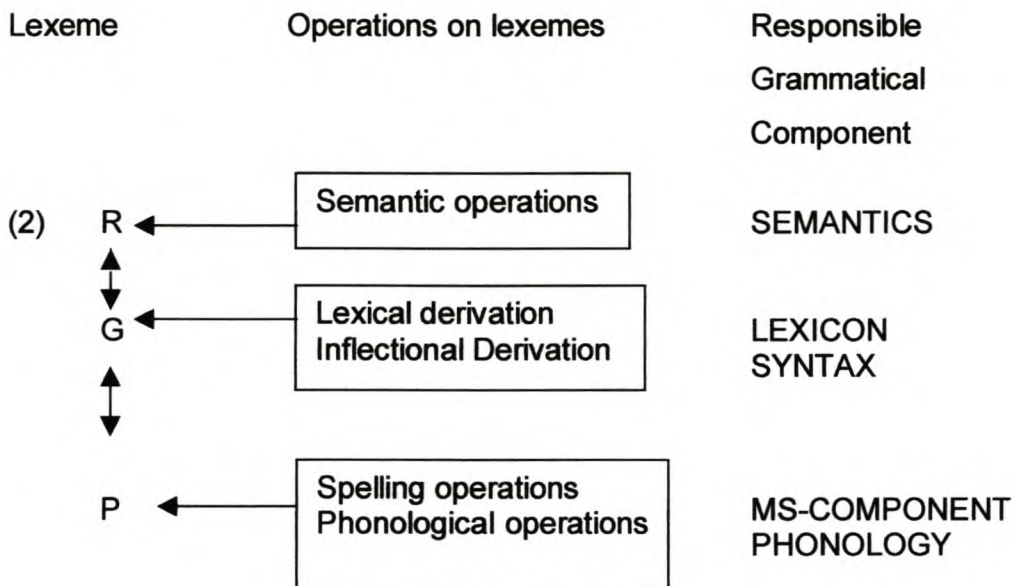 Lexeme Operations on lexemes Responsible
Grammatical
Component
(2) R Semantic operations SEMANTICS
G Lexical derivation LEXICON
Inflectional Derivation SYNTAX
P Spelling operations MS-COMPONENT
Phonological operations PHONOLOGY